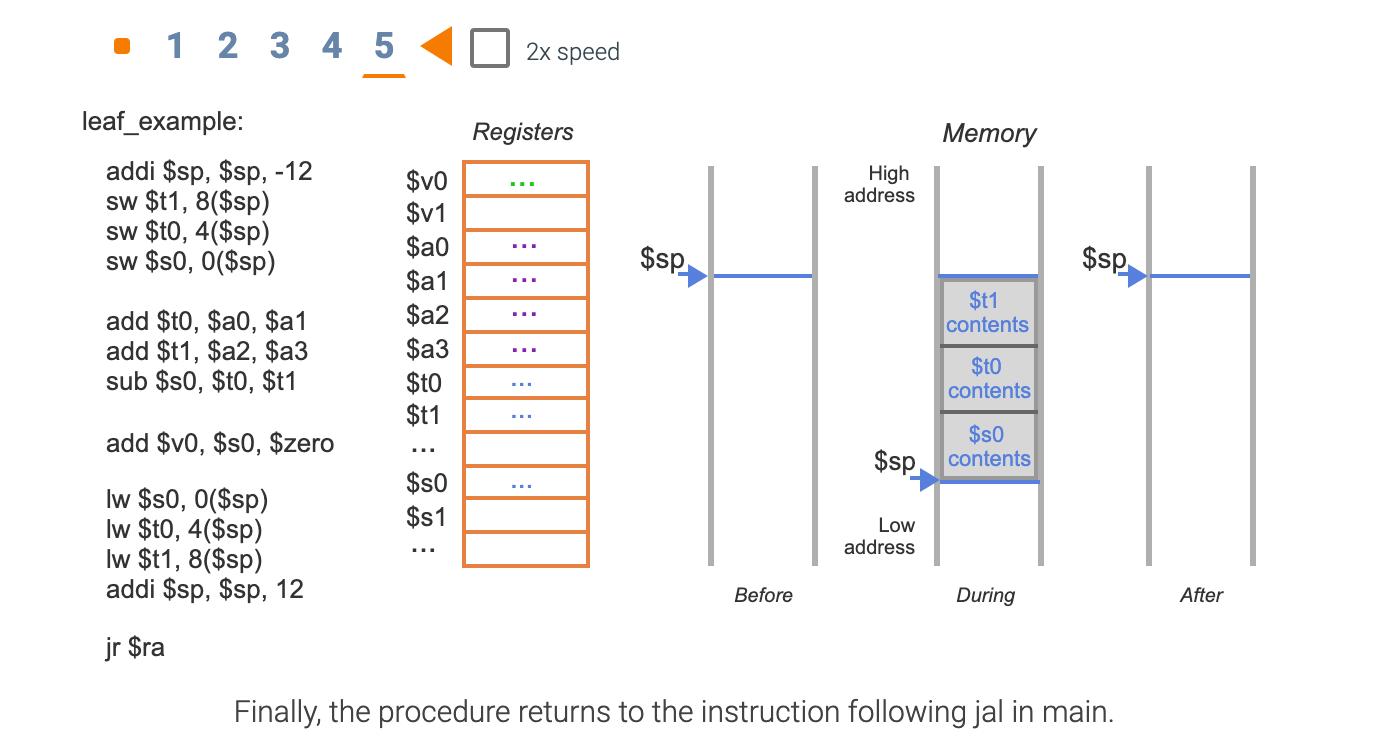 1 2 3 4 5 2x speed
leaf_example:
addi $sp, $sp, -12
sw $t1, 8($sp)
sw $t0, 4($sp)
sw $s0, 0($sp)
add $t0, $a0, $a1
add $t1, $a2, $a3
sub $s0, $t0, $t1
add $v0, $s0, $zero
lw $s0, 0($sp)
lw $t0, 4($sp)
lw $t1, 8($sp)
addi $sp, $sp, 12
jr $ra
Registers
$v0 ...
$v1
$a0 ...
$a1 ...
$a2 ...
$a3 ...
$t0 ...
$t1 ...
...
$s0 ...
$s1
...
Memory
$sp
Before
High
address
$t1
contents
$t0
contents
$s0
contents
$sp
Low
address
During
$sp
After
Finally, the procedure returns to the instruction following jal in main.